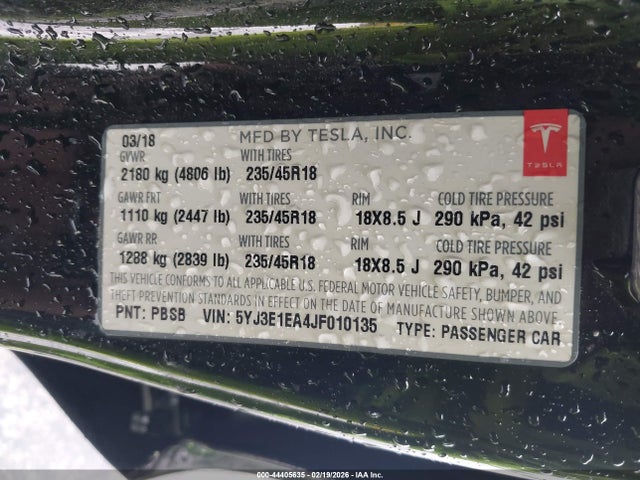 03/18 MFD BY TESLA, INC.
GVWR WITH TIRES
2180 kg (4806 lb) 235/45R18
GAWR FRT WITH TIRES RIM COLD TIRE PRESSURE
1110 kg (2447 lb) 235/45R18 18X8.5 J 290 kPa, 42 psi
GAWR RR WITH TIRES RIM COLD TIRE PRESSURE
1288 kg (2839 lb) 235/45R18 18X8.5 J 290 kPa, 42 psi
THIS VEHICLE CONFORMS TO ALL APPLICABLE U.S. FEDERAL MOTOR VEHICLE SAFETY, BUMPER, AND
THEFT PREVENTION STANDARDS IN EFFECT ON THE DATE OF MANUFACTURE SHOWN ABOVE
PNT: PBSB VIN: 5YJ3E1EA4JF010135 TYPE: PASSENGER CAR
TESLA
000-44405635 - 02/19/2026 - IAA Inc.